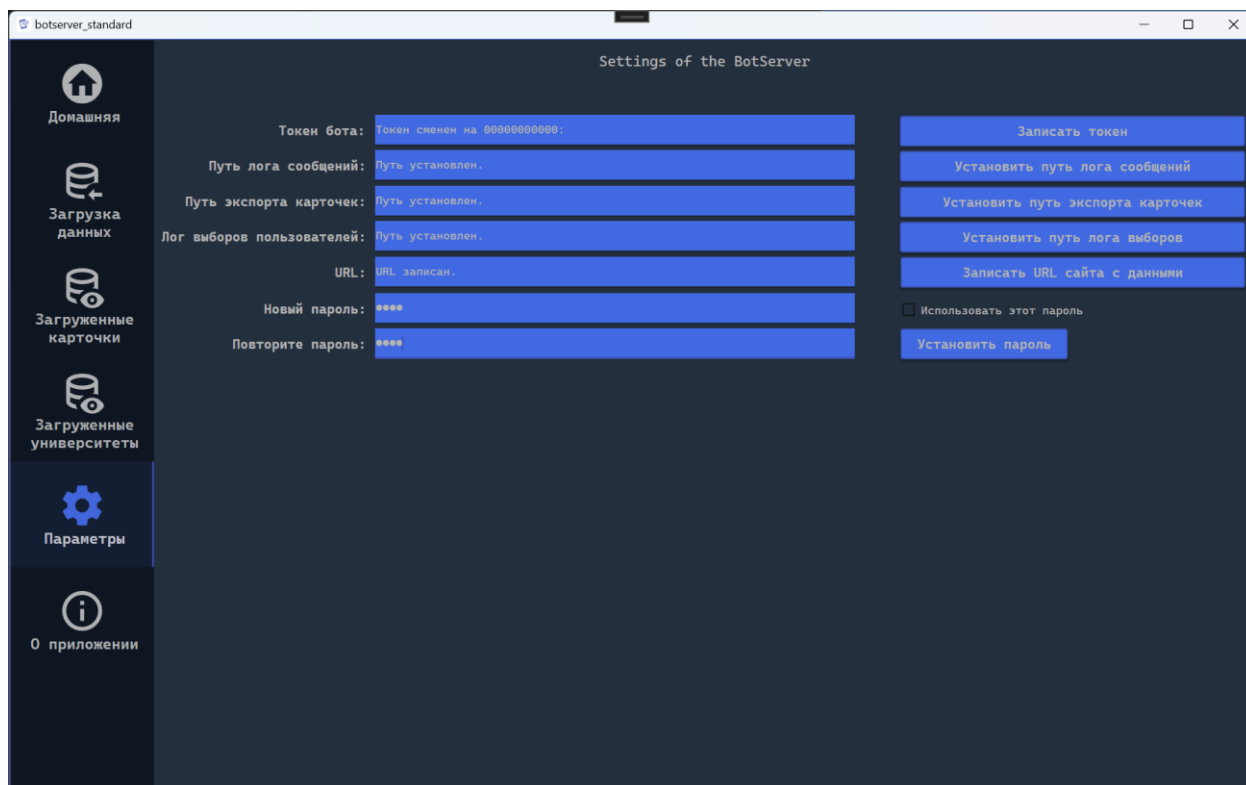 botserver_standard
Settings of the BotServer
Домашняя
Загрузка
данных
Загруженные
карточки
Загруженные
университеты
Параметры
О приложении
Токен бота: Токен сменен на 00000000000: Записать токен
Путь лога сообщений: Путь установлен. Установить путь лога сообщений
Путь экспорта карточек: Путь установлен. Установить путь экспорта карточек
Лог выборов пользователей: Путь установлен. Установить путь лога выборов
URL: URL записан. Записать URL сайта с данными
Новый пароль: ●●●● Использовать этот пароль
Повторите пароль: ●●●● Установить пароль